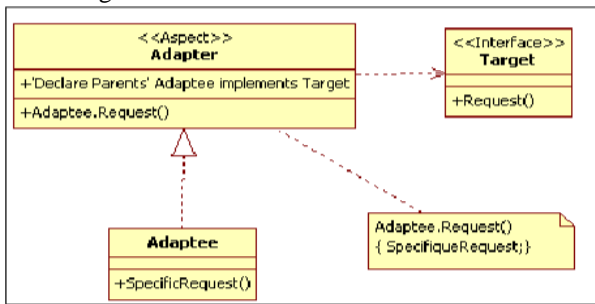 <<Aspect>>
Adapter
+'Declare Parents' Adaptee implements Target
+Adaptee.Request()
<<Interface>>
Target
+Request()
Adaptee
+SpecificRequest()
Adaptee.Request()
{ SpecifiqueRequest;}